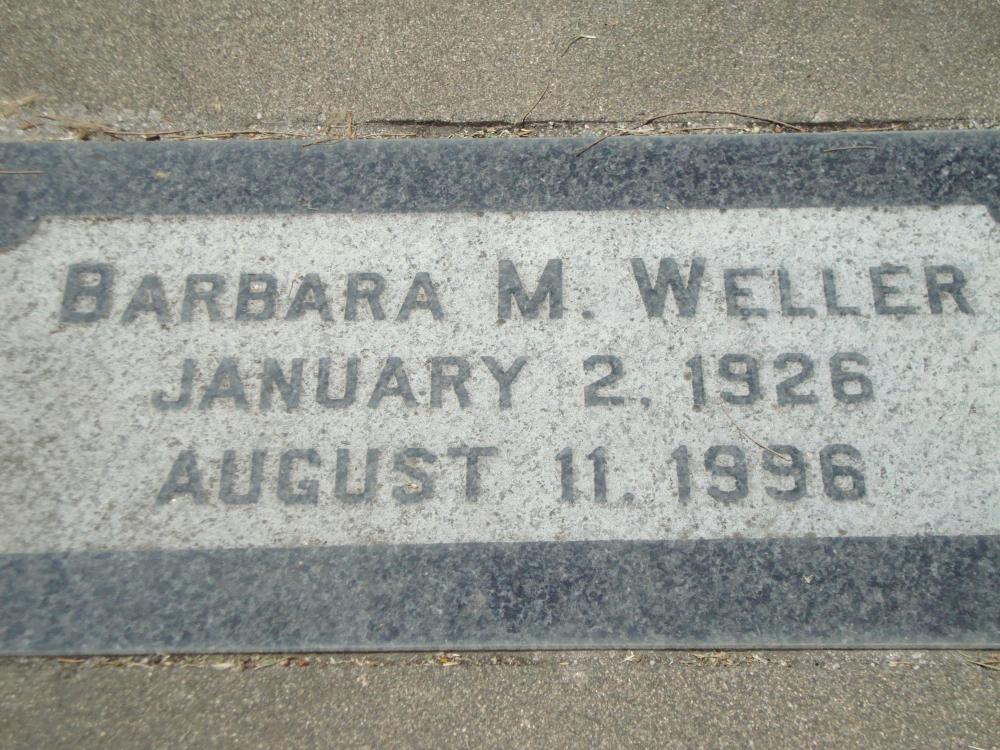 BARBARA M. WELLER
JANUARY 2, 1926
AUGUST 11, 1996